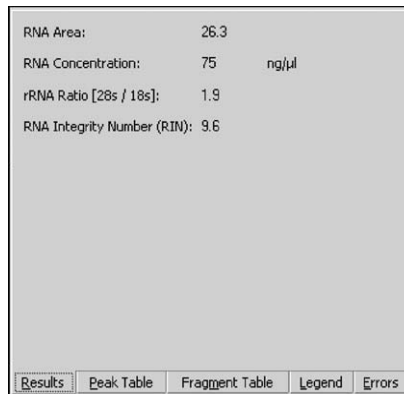 RNA Area: 26.3
RNA Concentration: 75 ng/µl
rRNA Ratio [28s / 18s]: 1.9
RNA Integrity Number (RIN): 9.6
Results Peak Table Fragment Table Legend Errors